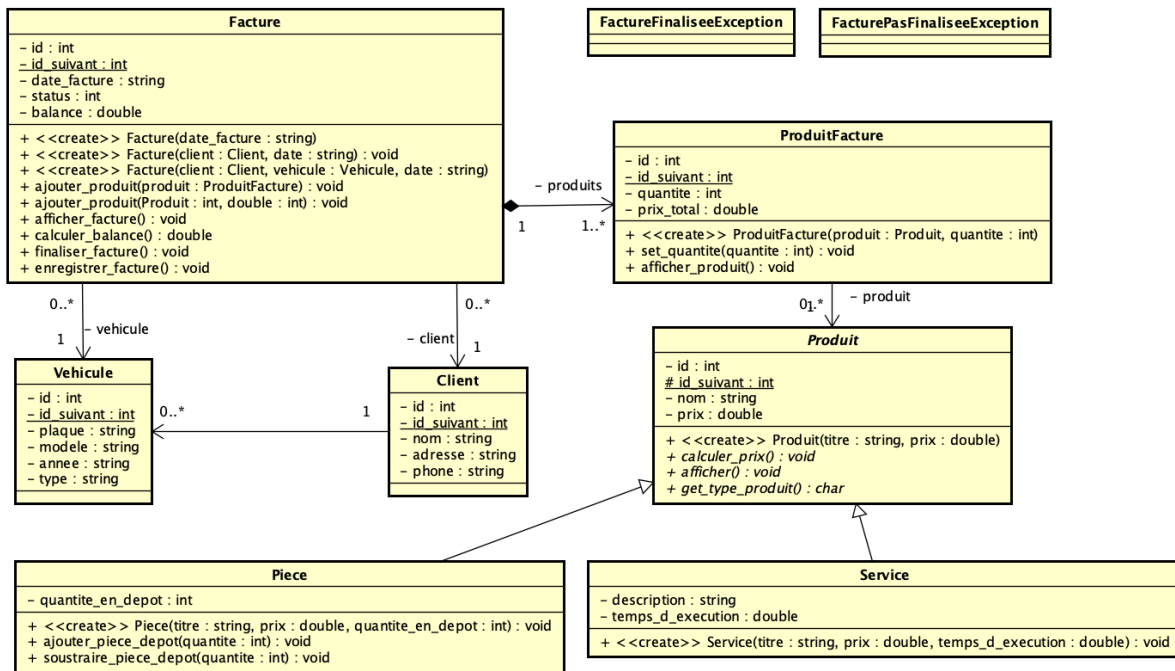 Facture
– id : int
– id_suivant : int
– date_facture : string
– status : int
– balance : double
+ <<create>> Facture(date_facture : string)
+ <<create>> Facture(client : Client, date : string) : void
+ <<create>> Facture(client : Client, vehicule : Vehicule, date : string)
+ ajouter_produit(produit : ProduitFacture) : void
+ ajouter_produit(Produit : int, double : int) : void
+ afficher_facture() : void
+ calculer_balance() : double
+ finaliser_facture() : void
+ enregistrer_facture() : void
FactureFinaliseeException
FacturePasFinaliseeException
– produits
1
1..*
ProduitFacture
– id : int
– id_suivant : int
– quantite : int
– prix_total : double
+ <<create>> ProduitFacture(produit : Produit, quantite : int)
+ set_quantite(quantite : int) : void
+ afficher_produit() : void
0..*
– vehicule
1
0..*
– client
1
0..*
1
– produit
Vehicule
– id : int
– id_suivant : int
– plaque : string
– modele : string
– annee : string
– type : string
0..*
1
Client
– id : int
– id_suivant : int
– nom : string
– adresse : string
– phone : string
Produit
– id : int
# id_suivant : int
– nom : string
– prix : double
+ <<create>> Produit(titre : string, prix : double)
+ calculer_prix() : void
+ afficher() : void
+ get_type_produit() : char
Piece
– quantite_en_depot : int
+ <<create>> Piece(titre : string, prix : double, quantite_en_depot : int) : void
+ ajouter_piece_depot(quantite : int) : void
+ soustraire_piece_depot(quantite : int) : void
Service
– description : string
– temps_d_execution : double
+ <<create>> Service(titre : string, prix : double, temps_d_execution : double) : void